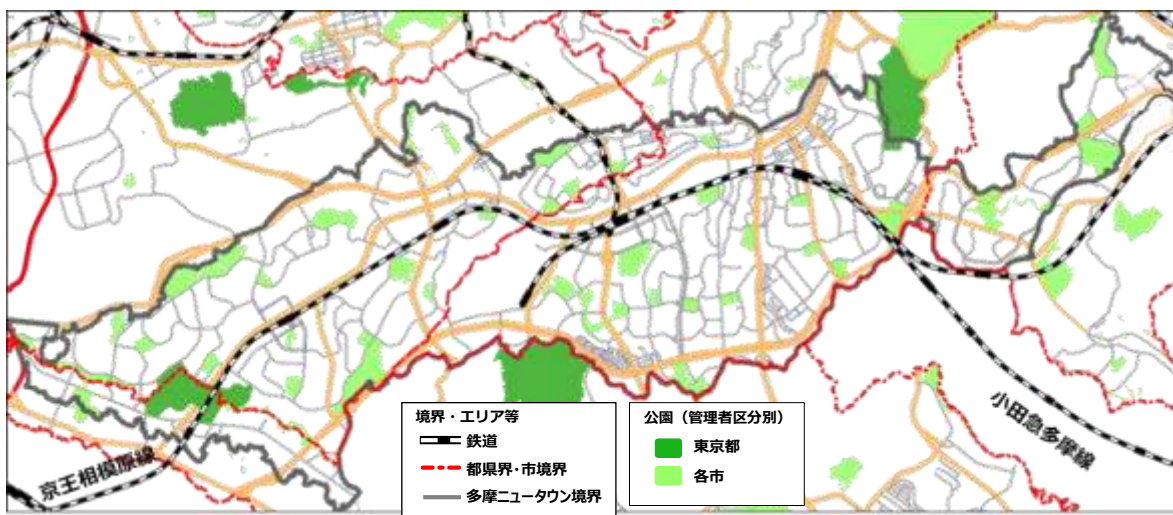 京王相模原線
小田急多摩線
境界・エリア等
鉄道
都県界・市境界
多摩ニュータウン境界
公園（管理者区分別）
東京都
各市